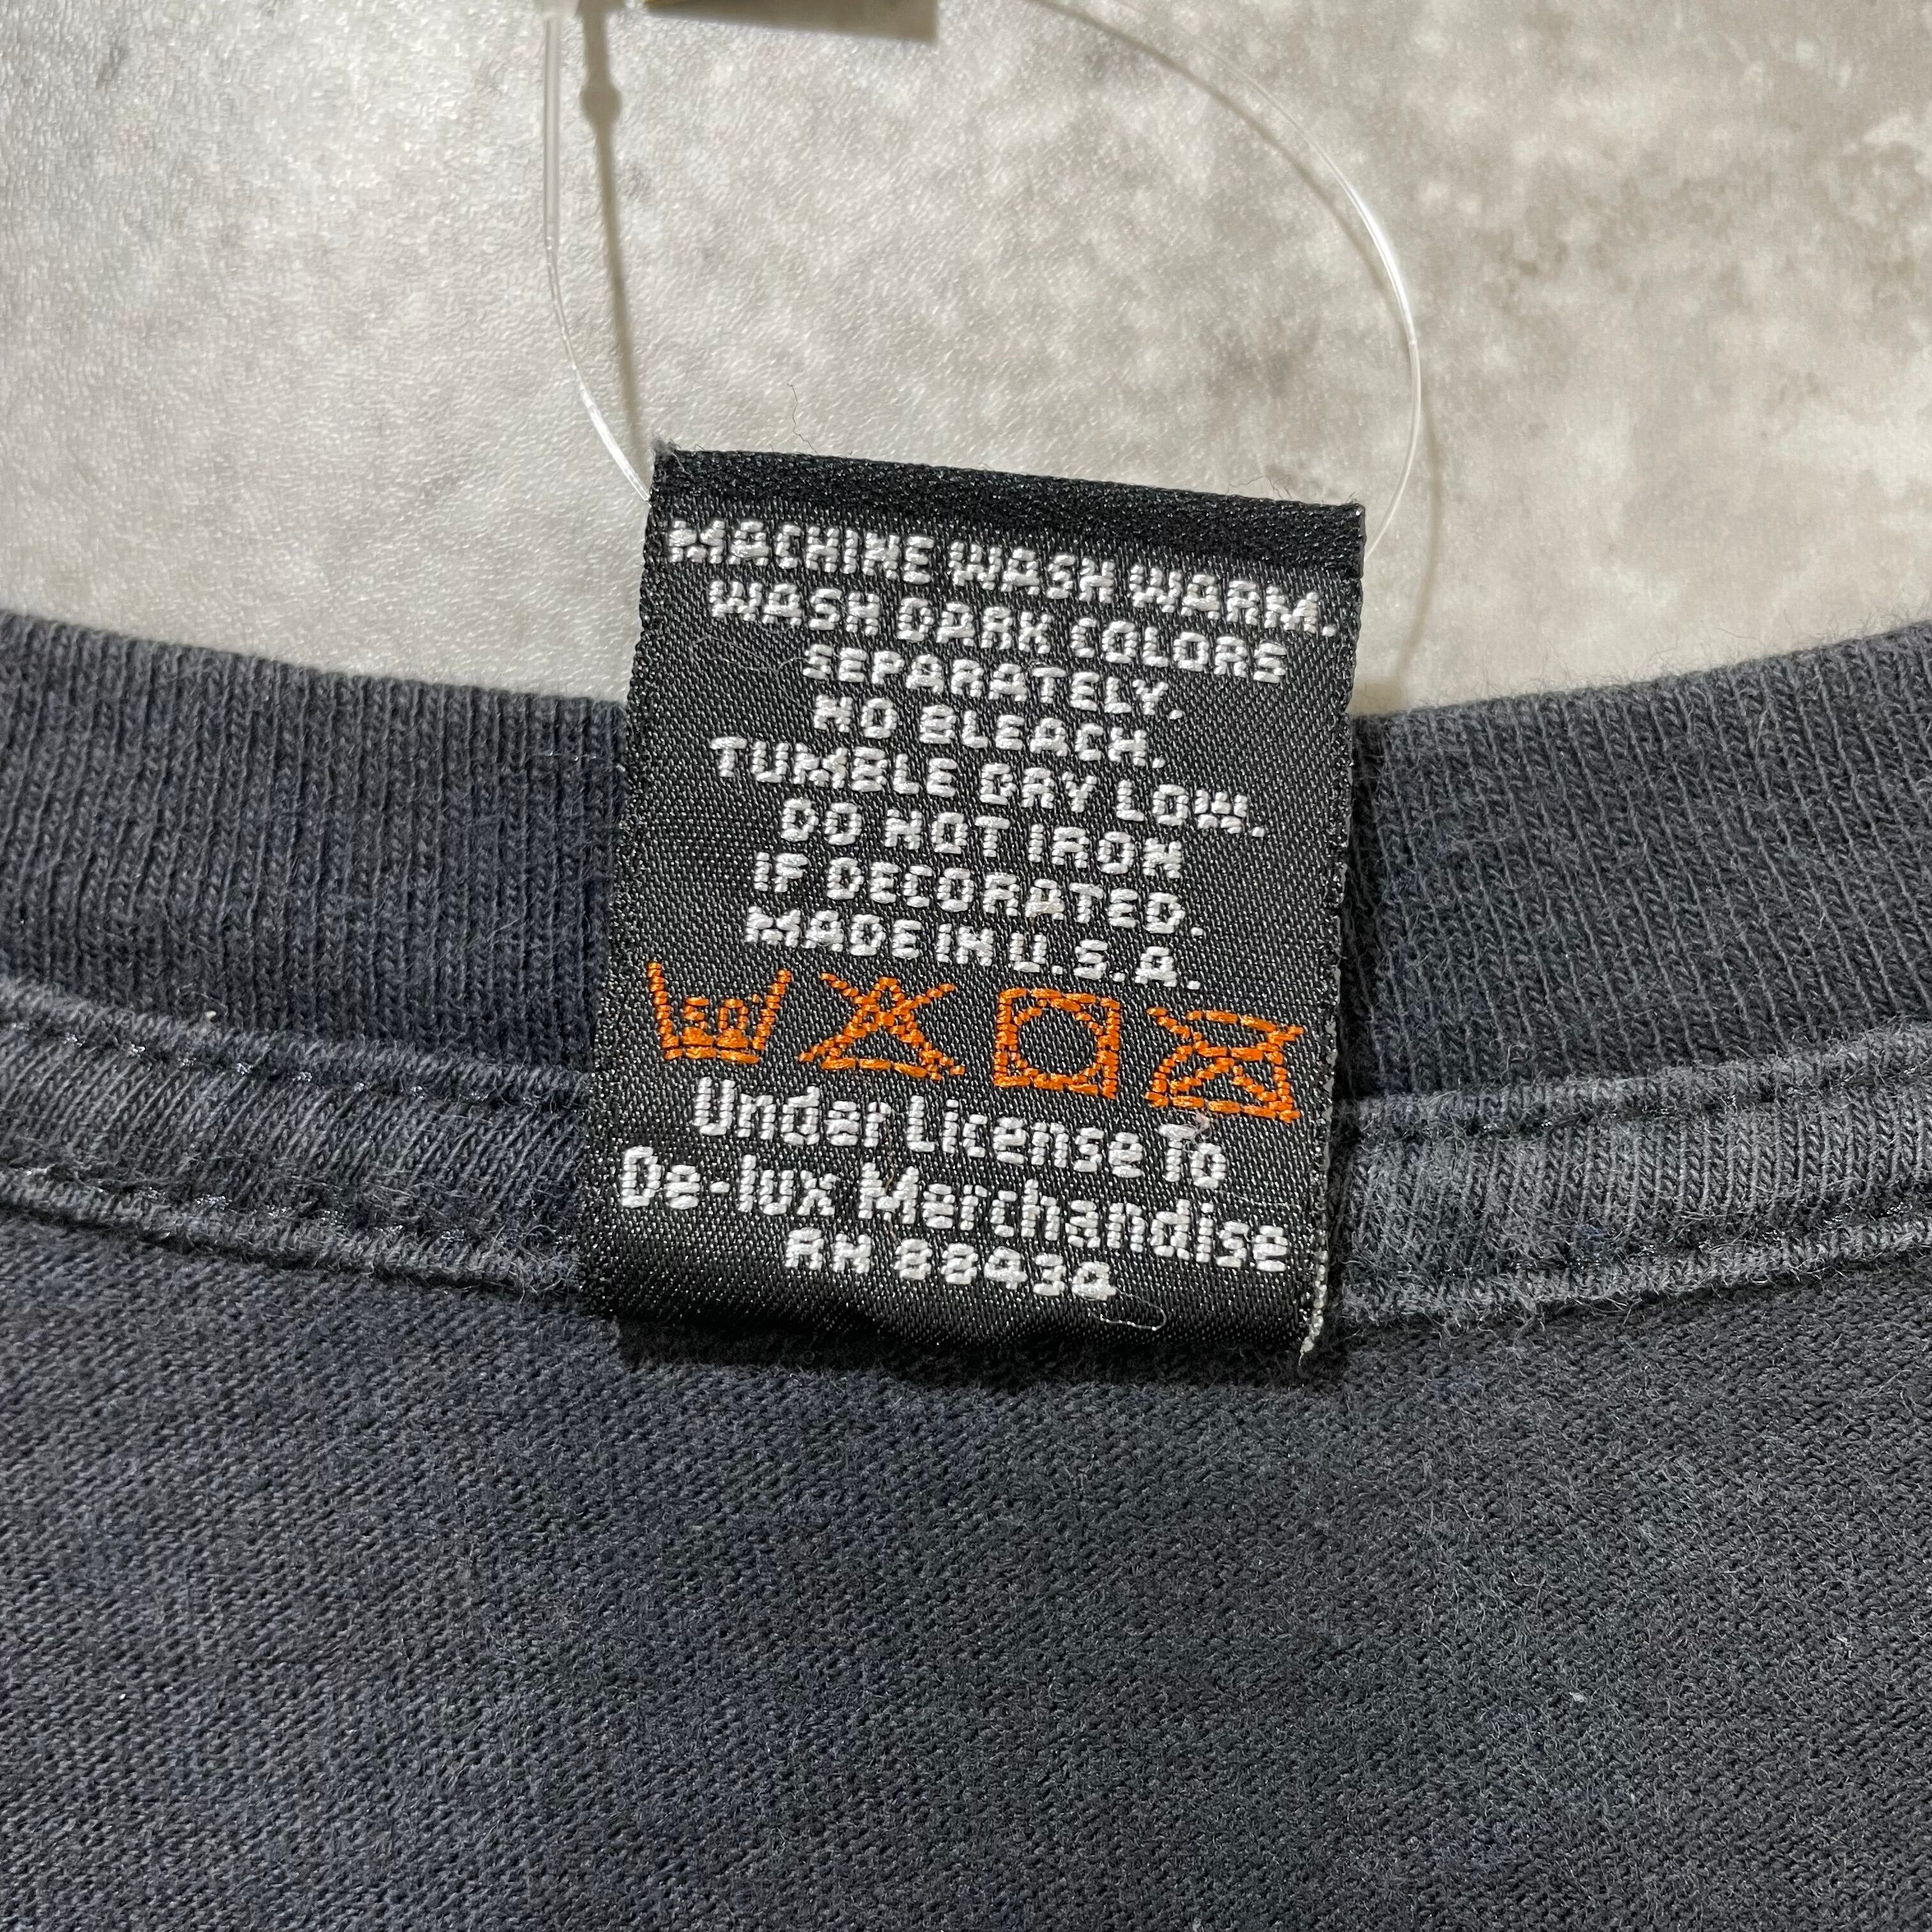 MACHINE WASH WARM.
WASH DARK COLORS
SEPARATELY.
NO BLEACH.
TUMBLE DRY LOW.
DO NOT IRON
IF DECORATED.
MADE IN U.S.A.
50°
Under License To
De-lux Merchandise
RN 88434